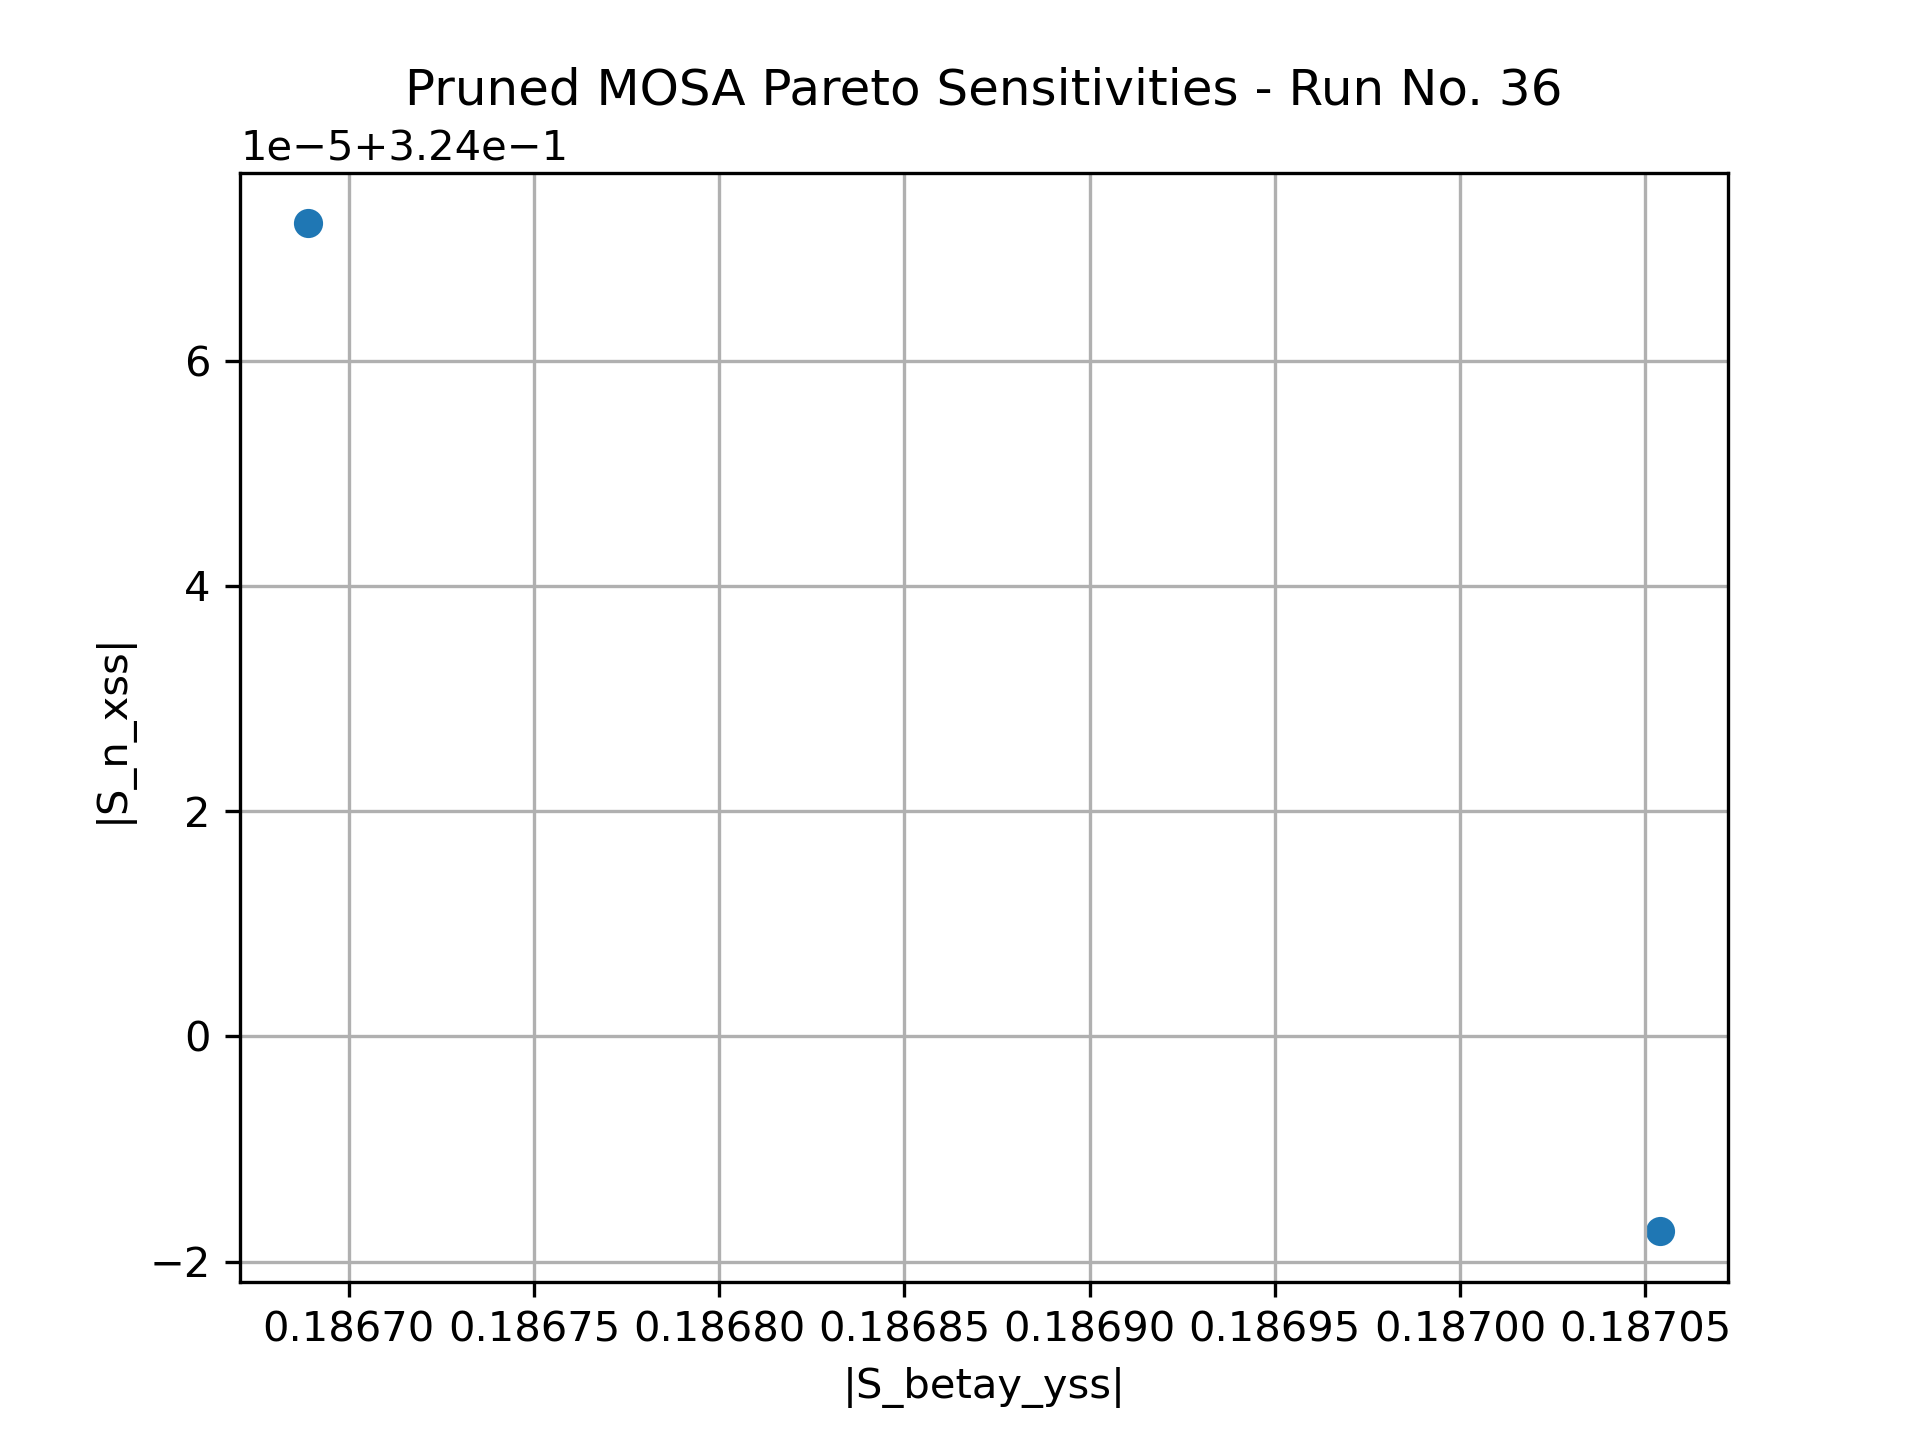 Pruned MOSA Pareto Sensitivities - Run No. 36
1e−5+3.24e−1
6
4
2
0
−2
|S_n_xss|
0.18670 0.18675 0.18680 0.18685 0.18690 0.18695 0.18700 0.18705
|S_betay_yss|